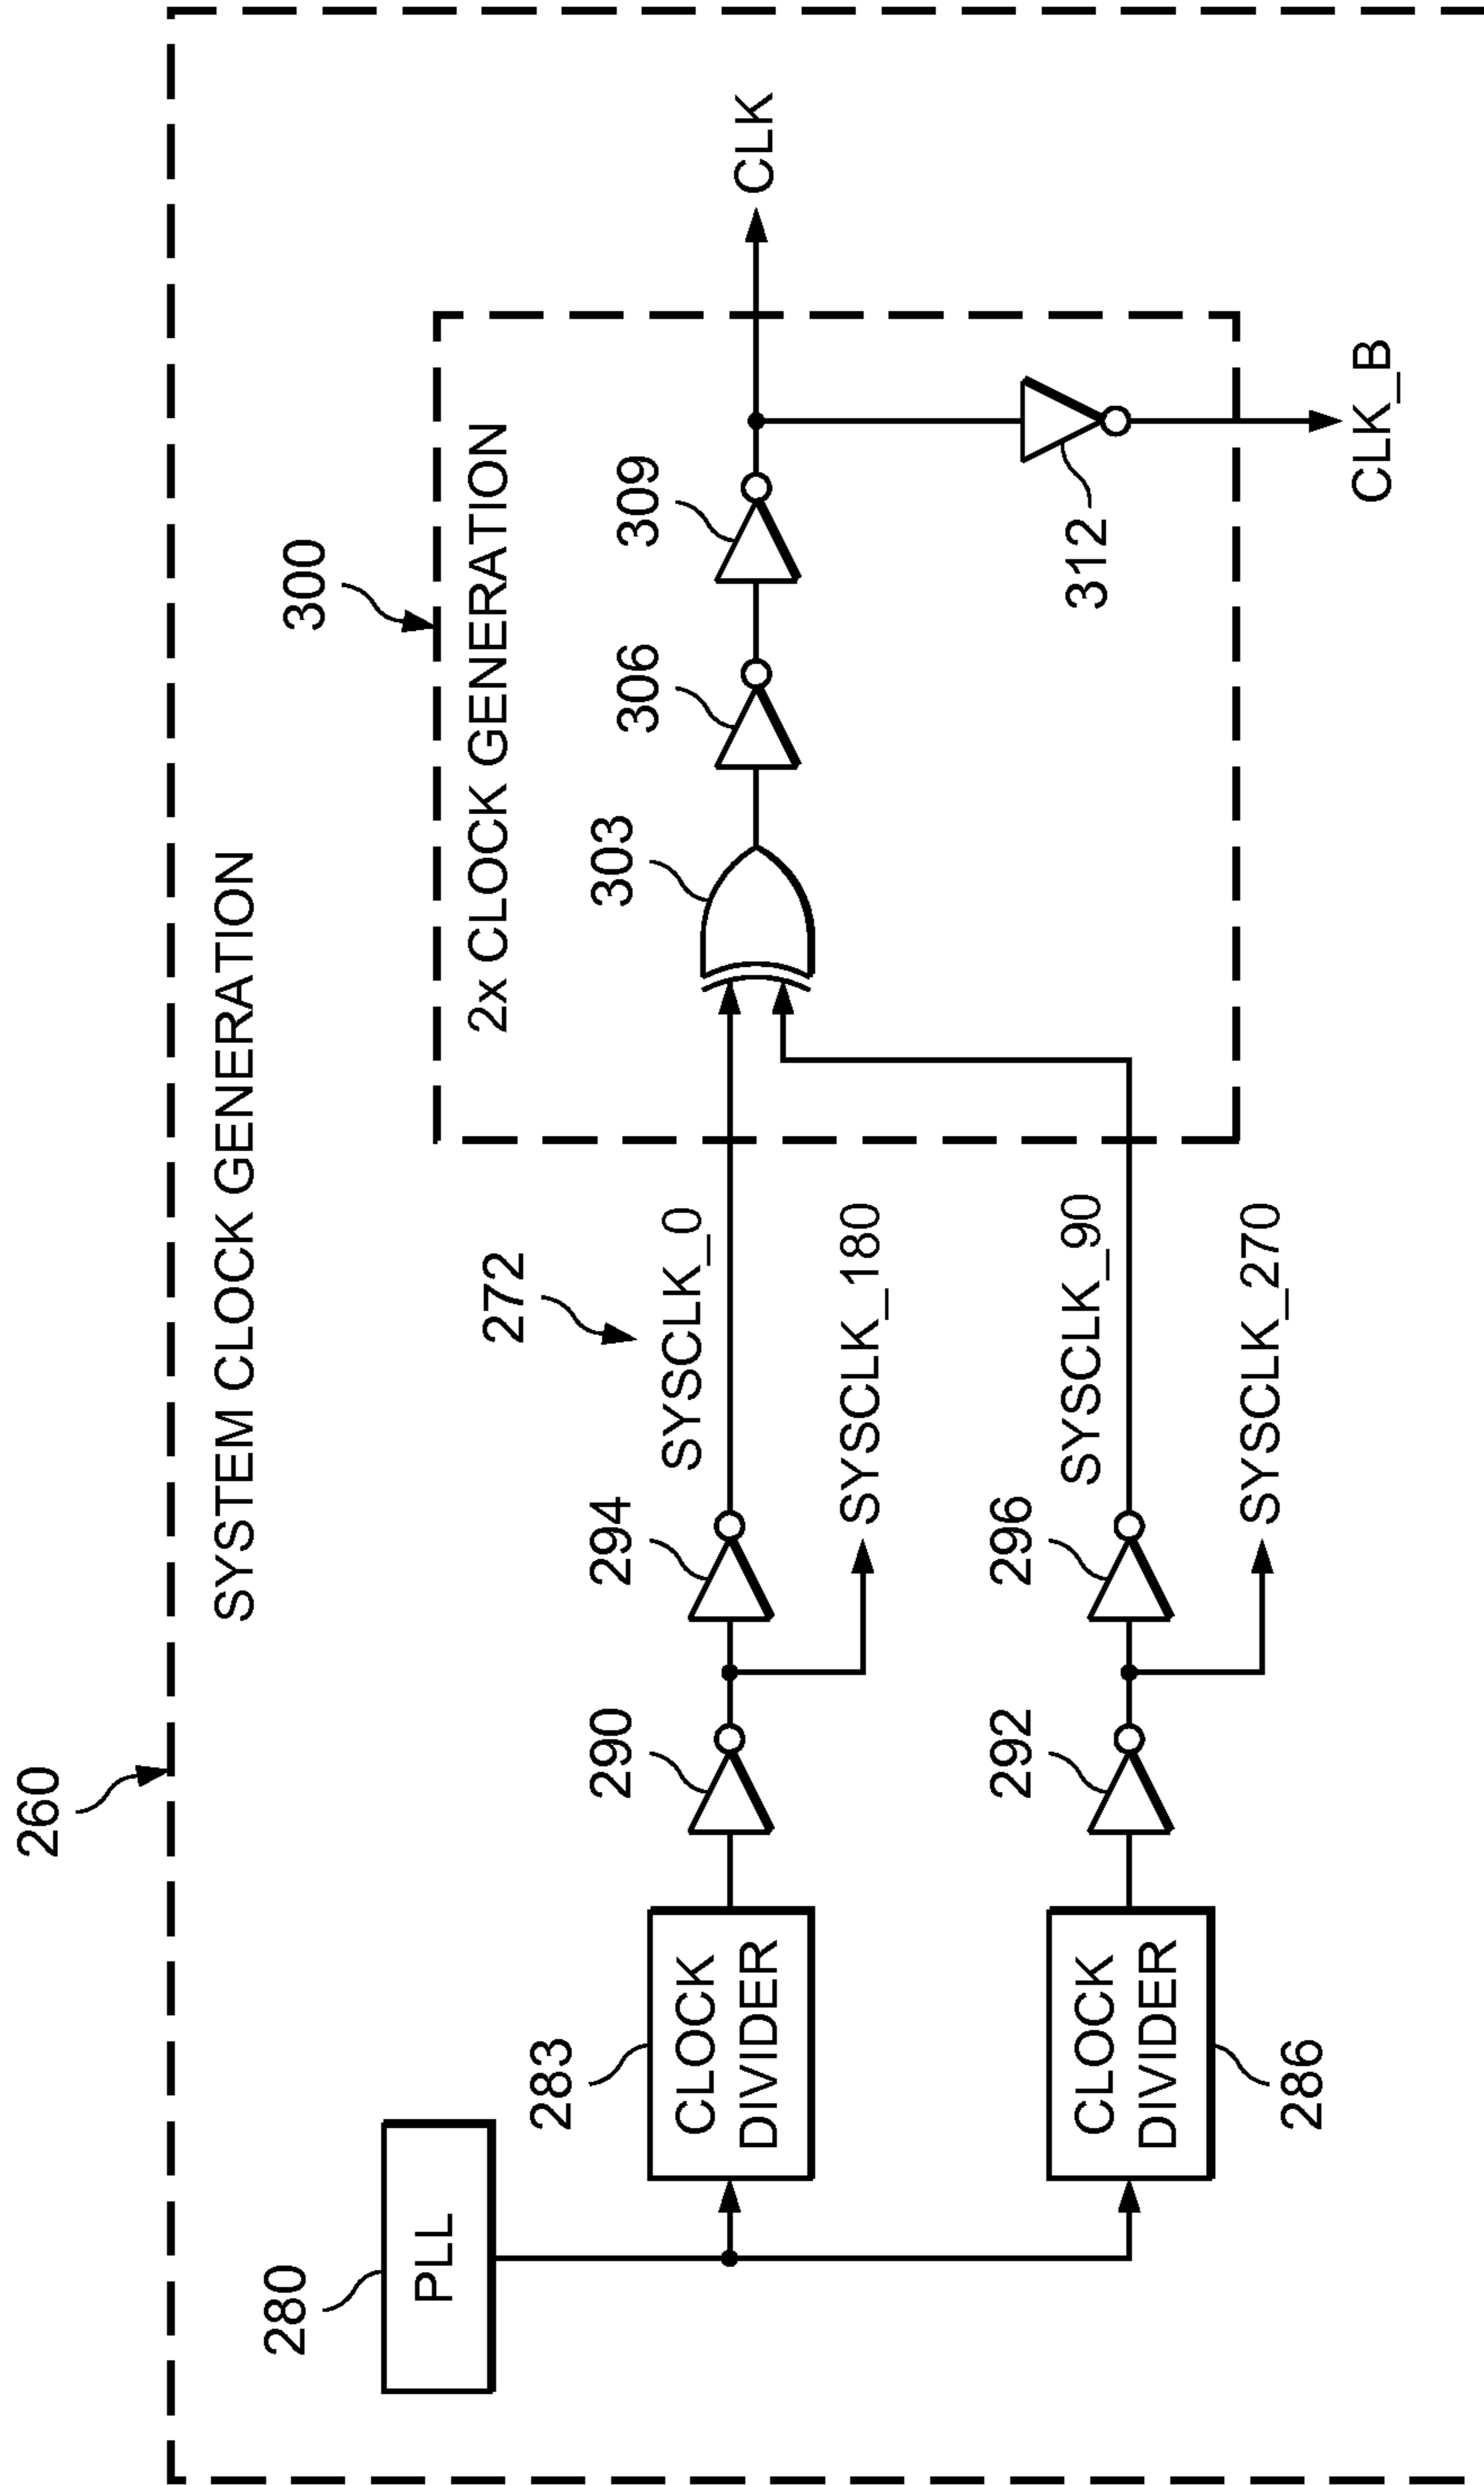 260
SYSTEM CLOCK GENERATION
280
PLL
300
2x CLOCK GENERATION
272
283
CLOCK
DIVIDER
290
294
SYSCLK_0
303
306
309
CLK
SYSCLK_180
286
CLOCK
DIVIDER
292
296
SYSCLK_90
312
SYSCLK_270
CLK_B